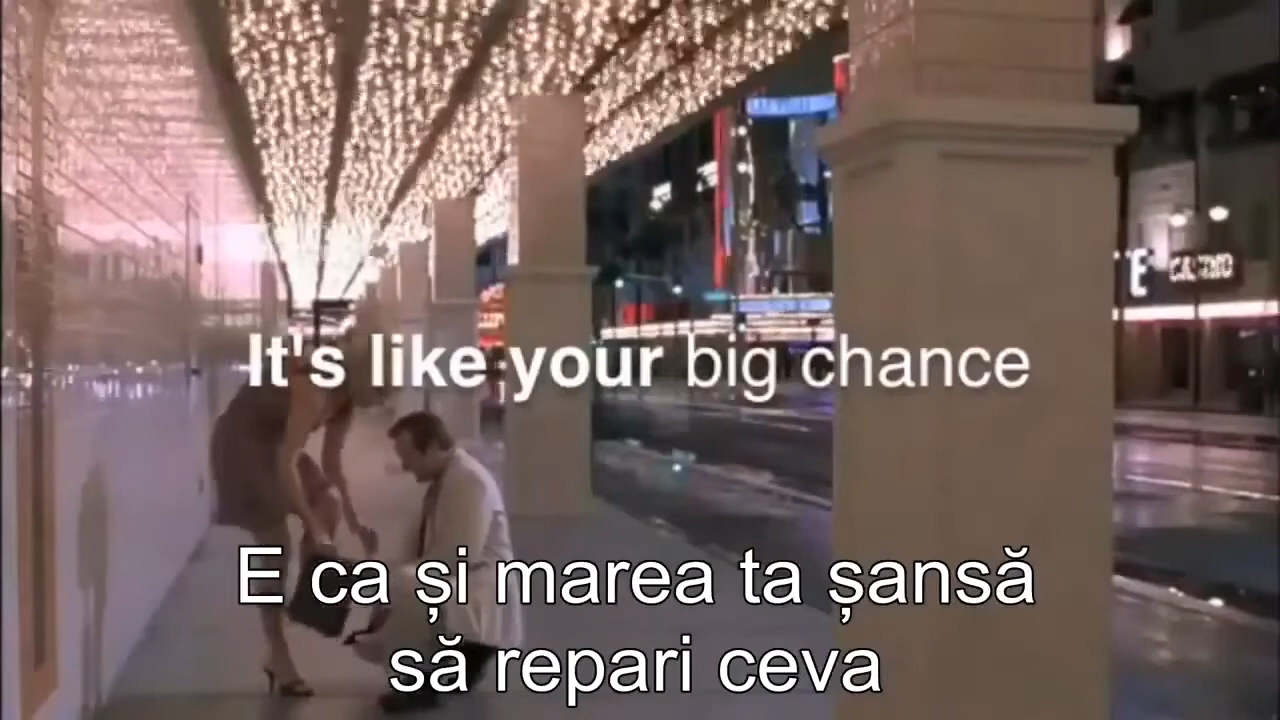 CASINO
It's like your big chance
E ca și marea ta șansă
să repari ceva